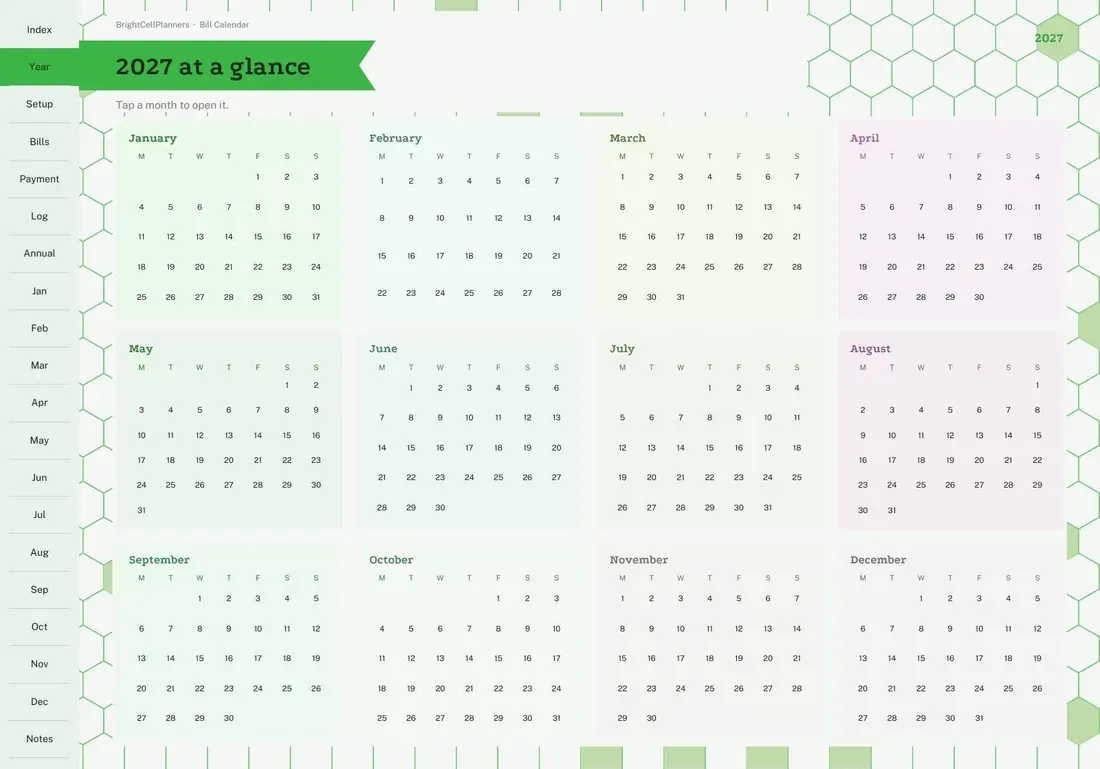 Index
Year
Setup
Bills
Payment
Log
Annual
Jan
Feb
Mar
Apr
May
Jun
Jul
Aug
Sep
Oct
Nov
Dec
Notes
BrightCellPlanners · Bill Calendar
2027
2027 at a glance
Tap a month to open it.
January
M T W T F S S
1 2 3
4 5 6 7 8 9 10
11 12 13 14 15 16 17
18 19 20 21 22 23 24
25 26 27 28 29 30 31
February
M T W T F S S
1 2 3 4 5 6 7
8 9 10 11 12 13 14
15 16 17 18 19 20 21
22 23 24 25 26 27 28
March
M T W T F S S
1 2 3 4 5 6 7
8 9 10 11 12 13 14
15 16 17 18 19 20 21
22 23 24 25 26 27 28
29 30 31
April
M T W T F S S
1 2 3 4
5 6 7 8 9 10 11
12 13 14 15 16 17 18
19 20 21 22 23 24 25
26 27 28 29 30
May
M T W T F S S
1 2
3 4 5 6 7 8 9
10 11 12 13 14 15 16
17 18 19 20 21 22 23
24 25 26 27 28 29 30
31
June
M T W T F S S
1 2 3 4 5 6
7 8 9 10 11 12 13
14 15 16 17 18 19 20
21 22 23 24 25 26 27
28 29 30
July
M T W T F S S
1 2 3 4
5 6 7 8 9 10 11
12 13 14 15 16 17 18
19 20 21 22 23 24 25
26 27 28 29 30 31
August
M T W T F S S
1
2 3 4 5 6 7 8
9 10 11 12 13 14 15
16 17 18 19 20 21 22
23 24 25 26 27 28 29
30 31
September
M T W T F S S
1 2 3 4 5
6 7 8 9 10 11 12
13 14 15 16 17 18 19
20 21 22 23 24 25 26
27 28 29 30
October
M T W T F S S
1 2 3
4 5 6 7 8 9 10
11 12 13 14 15 16 17
18 19 20 21 22 23 24
25 26 27 28 29 30 31
November
M T W T F S S
1 2 3 4 5 6 7
8 9 10 11 12 13 14
15 16 17 18 19 20 21
22 23 24 25 26 27 28
29 30
December
M T W T F S S
1 2 3 4 5
6 7 8 9 10 11 12
13 14 15 16 17 18 19
20 21 22 23 24 25 26
27 28 29 30 31